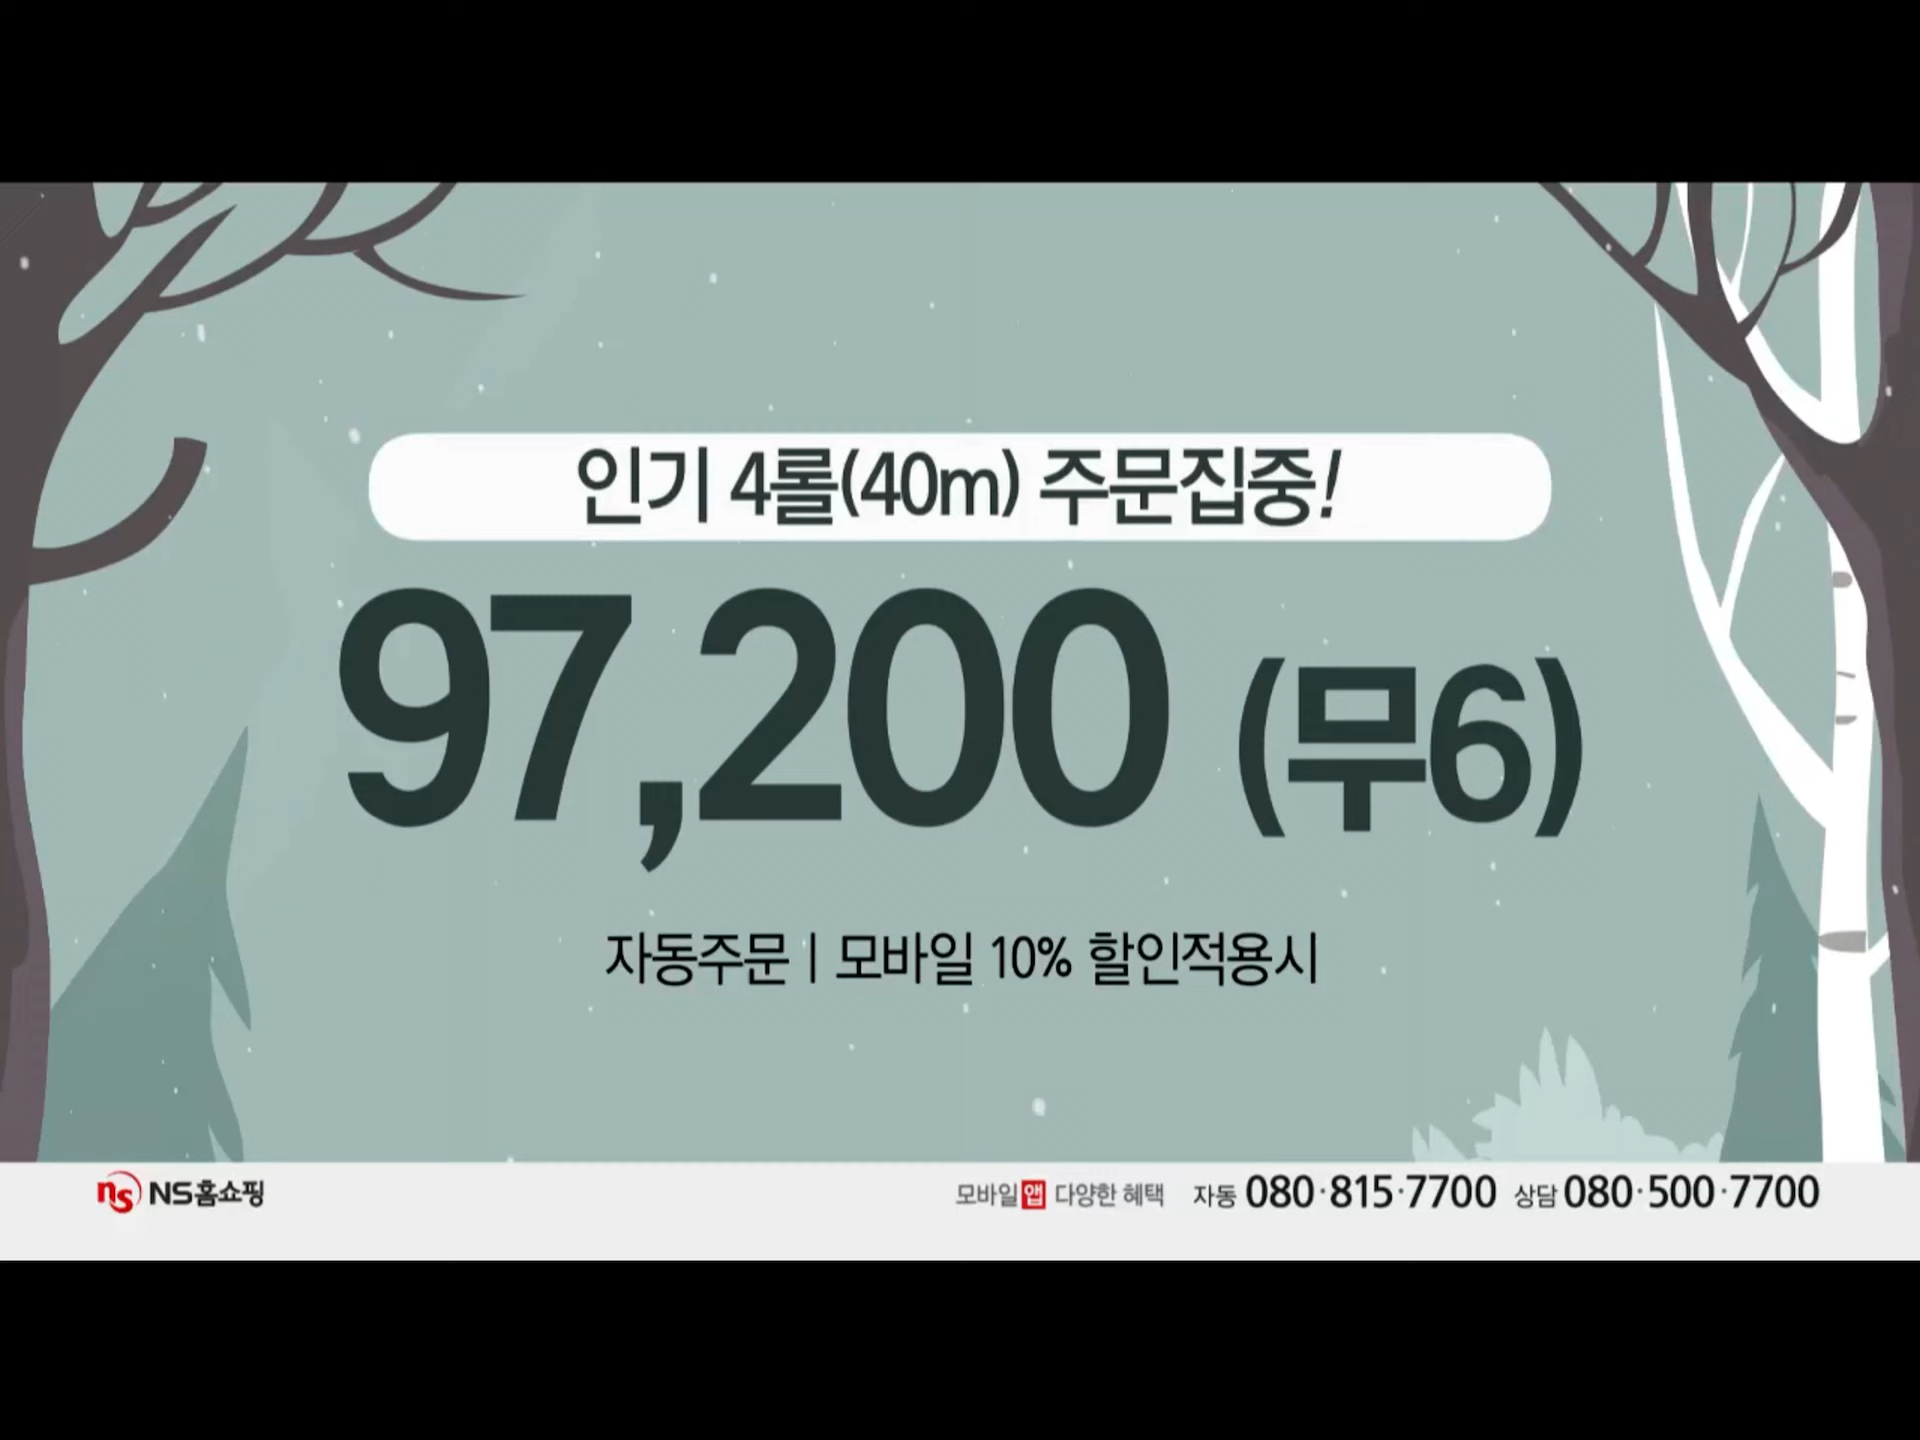 인기 4롤(40m) 주문집중!
97,200 (무6)
자동주문 | 모바일 10% 할인적용시
ns NS홈쇼핑 모바일앱 다양한 혜택 자동 080·815·7700 상담 080·500·7700